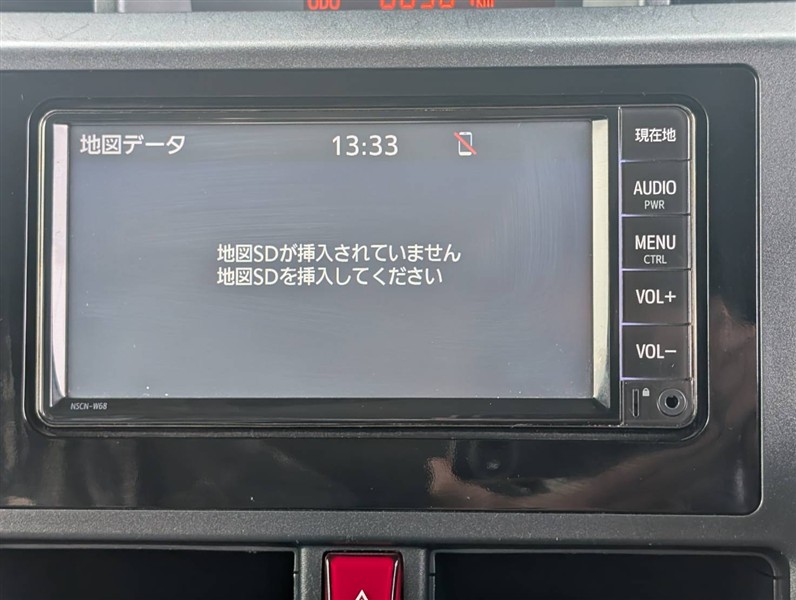 ODO
km
地図データ
13:33
現在地
AUDIO
PWR
地図SDが挿入されていません
地図SDを挿入してください
MENU
CTRL
VOL+
VOL−
NSCN-W68